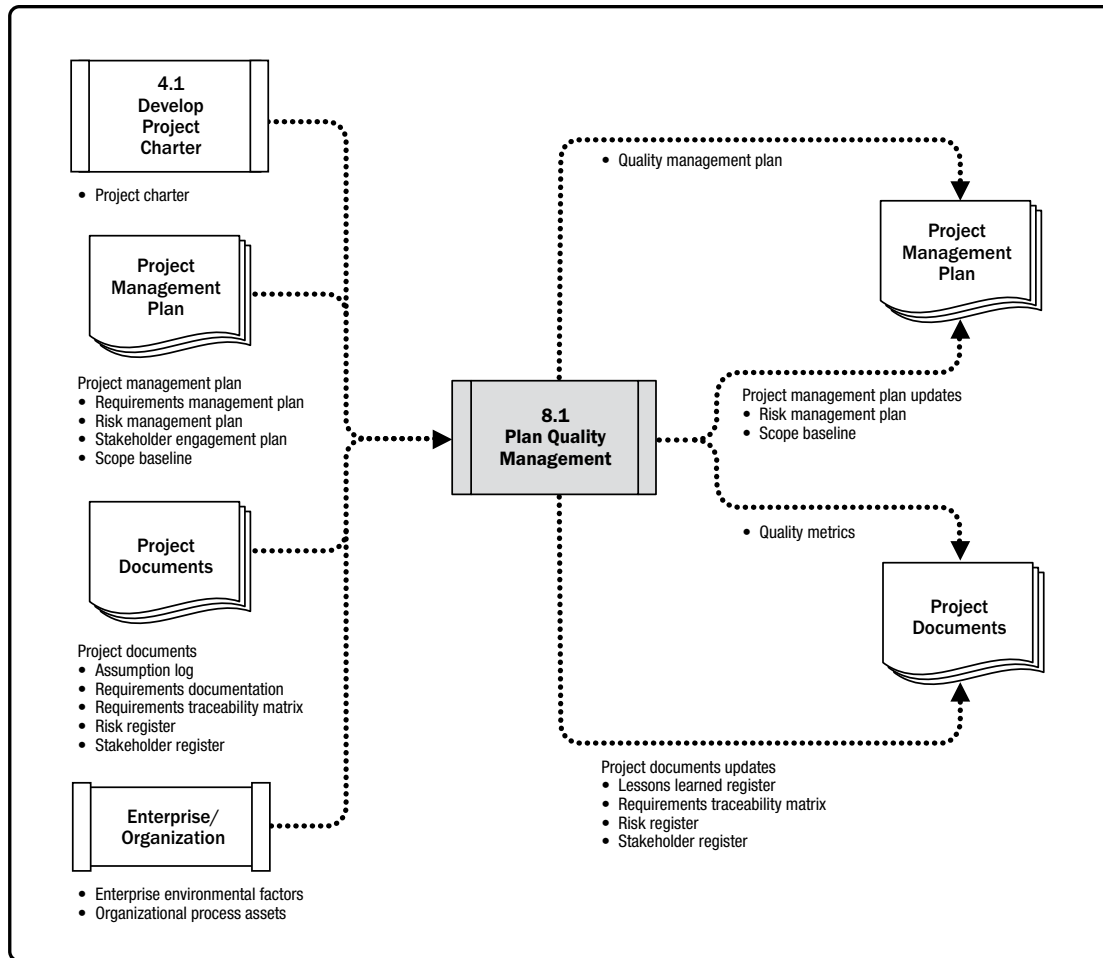 4.1
Develop
Project
Charter
• Project charter
Project
Management
Plan
Project management plan
• Requirements management plan
• Risk management plan
• Stakeholder engagement plan
• Scope baseline
Project
Documents
Project documents
• Assumption log
• Requirements documentation
• Requirements traceability matrix
• Risk register
• Stakeholder register
Enterprise/
Organization
• Enterprise environmental factors
• Organizational process assets
8.1
Plan Quality
Management
• Quality management plan
Project
Management
Plan
Project management plan updates
• Risk management plan
• Scope baseline
• Quality metrics
Project
Documents
Project documents updates
• Lessons learned register
• Requirements traceability matrix
• Risk register
• Stakeholder register